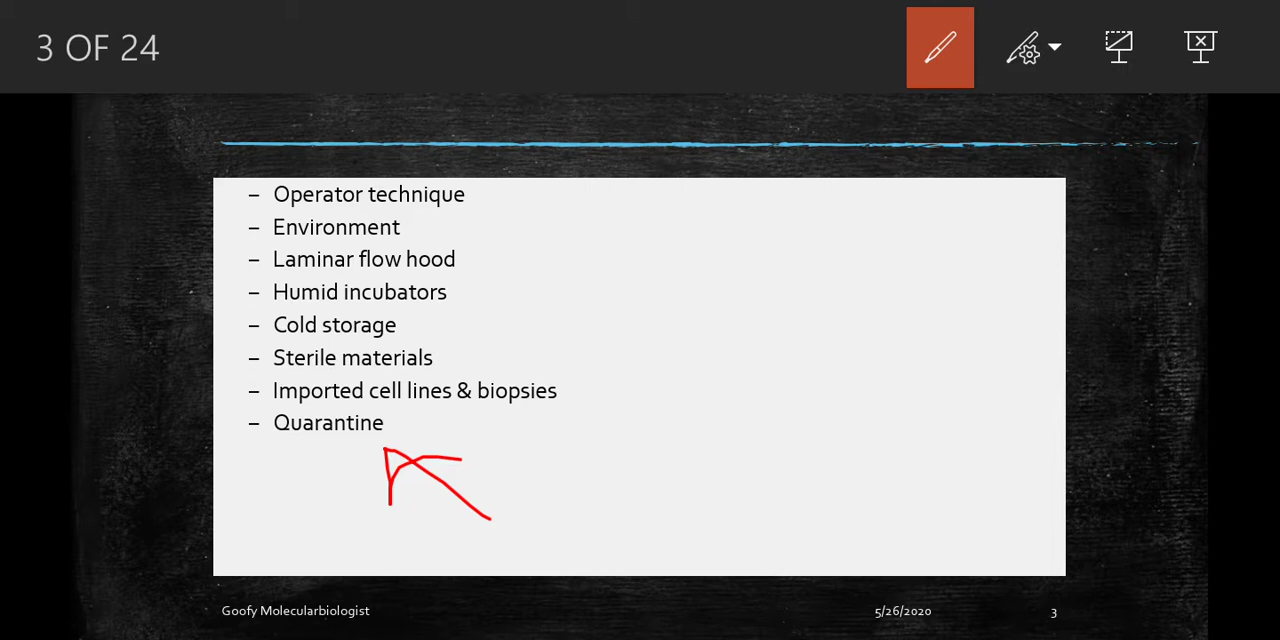 3 OF 24
– Operator technique
– Environment
– Laminar flow hood
– Humid incubators
– Cold storage
– Sterile materials
– Imported cell lines & biopsies
– Quarantine
Goofy Molecularbiologist 5/26/2020 3